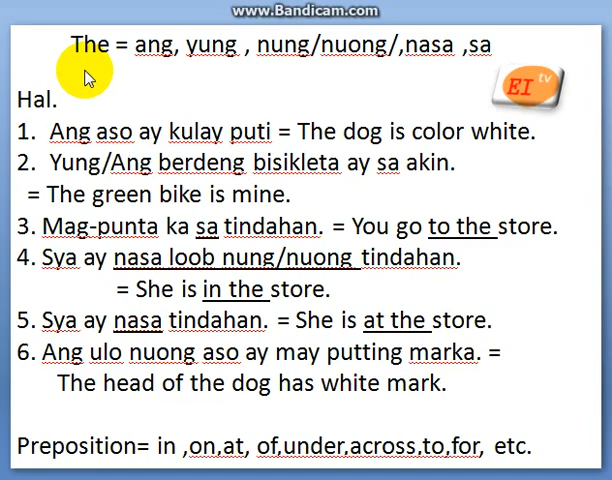 www.Bandicam.com
The = ang, yung , nung/nuong/,nasa ,sa
EI tv
Hal.
1. Ang aso ay kulay puti = The dog is color white.
2. Yung/Ang berdeng bisikleta ay sa akin.
= The green bike is mine.
3. Mag-punta ka sa tindahan. = You go to the store.
4. Sya ay nasa loob nung/nuong tindahan.
= She is in the store.
5. Sya ay nasa tindahan. = She is at the store.
6. Ang ulo nuong aso ay may putting marka. =
The head of the dog has white mark.
Preposition= in ,on,at, of,under,across,to,for, etc.